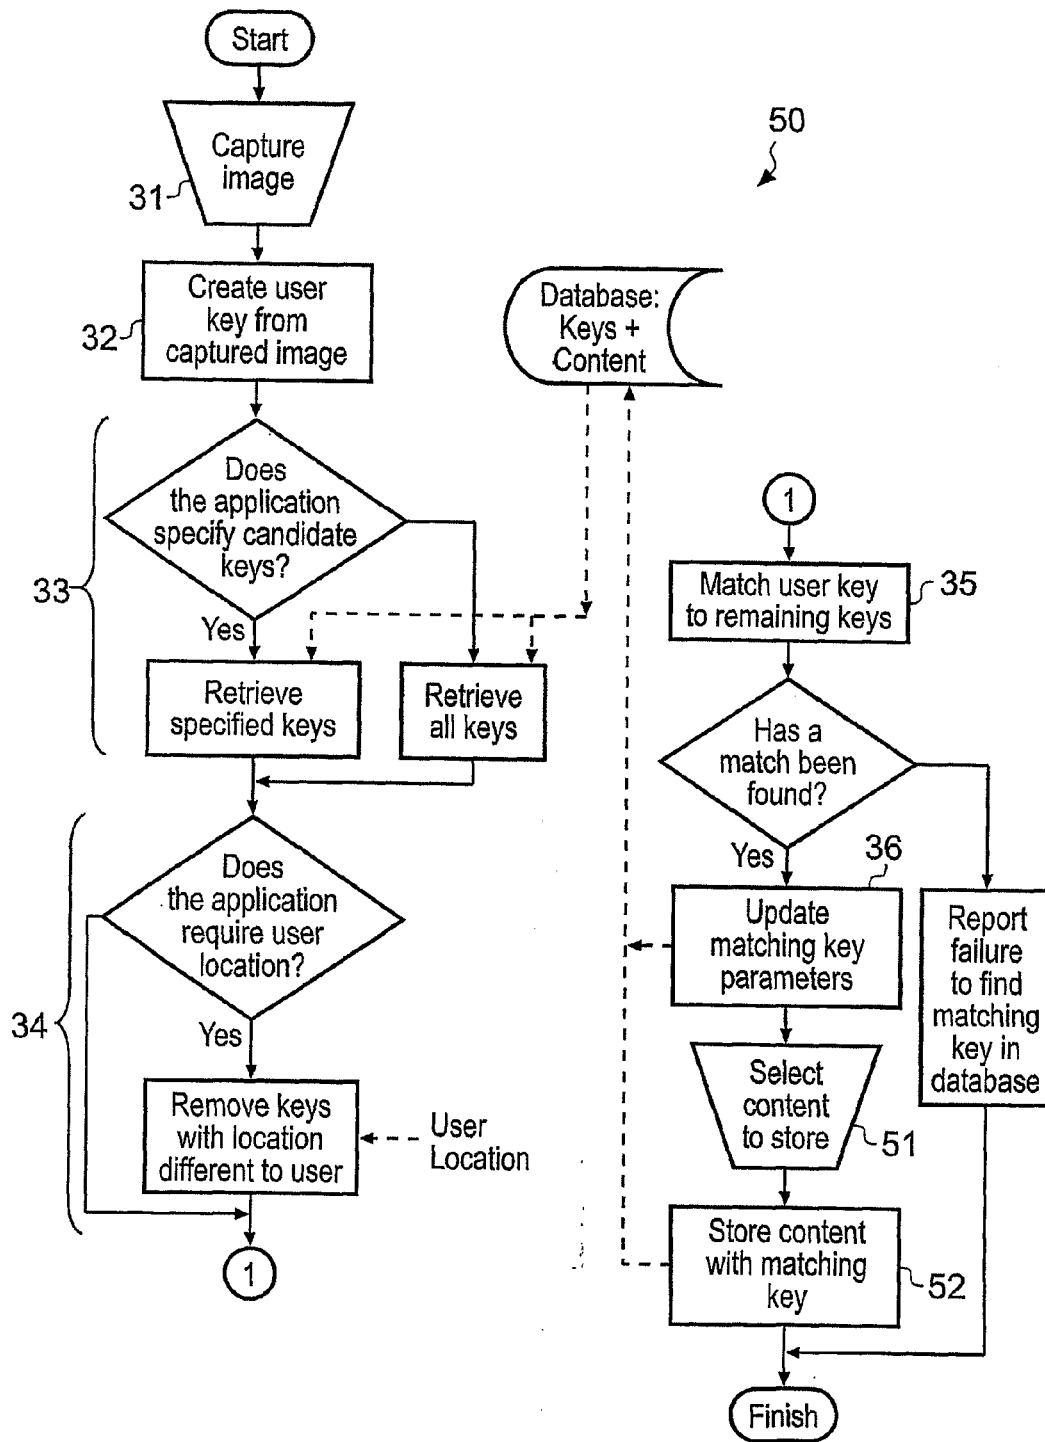 Start
Capture
image
31
Create user
key from
captured image
32
Does
the application
specify candidate
keys?
33
Yes
Retrieve
specified keys
Retrieve
all keys
Does
the application
require user
location?
34
Yes
Remove keys
with location
different to user
User
Location
1
50
Database:
Keys +
Content
1
Match user key
to remaining keys
35
Has a
match been
found?
Yes
36
Update
matching key
parameters
Report
failure
to find
matching
key in
database
Select
content
to store
51
Store content
with matching
key
52
Finish